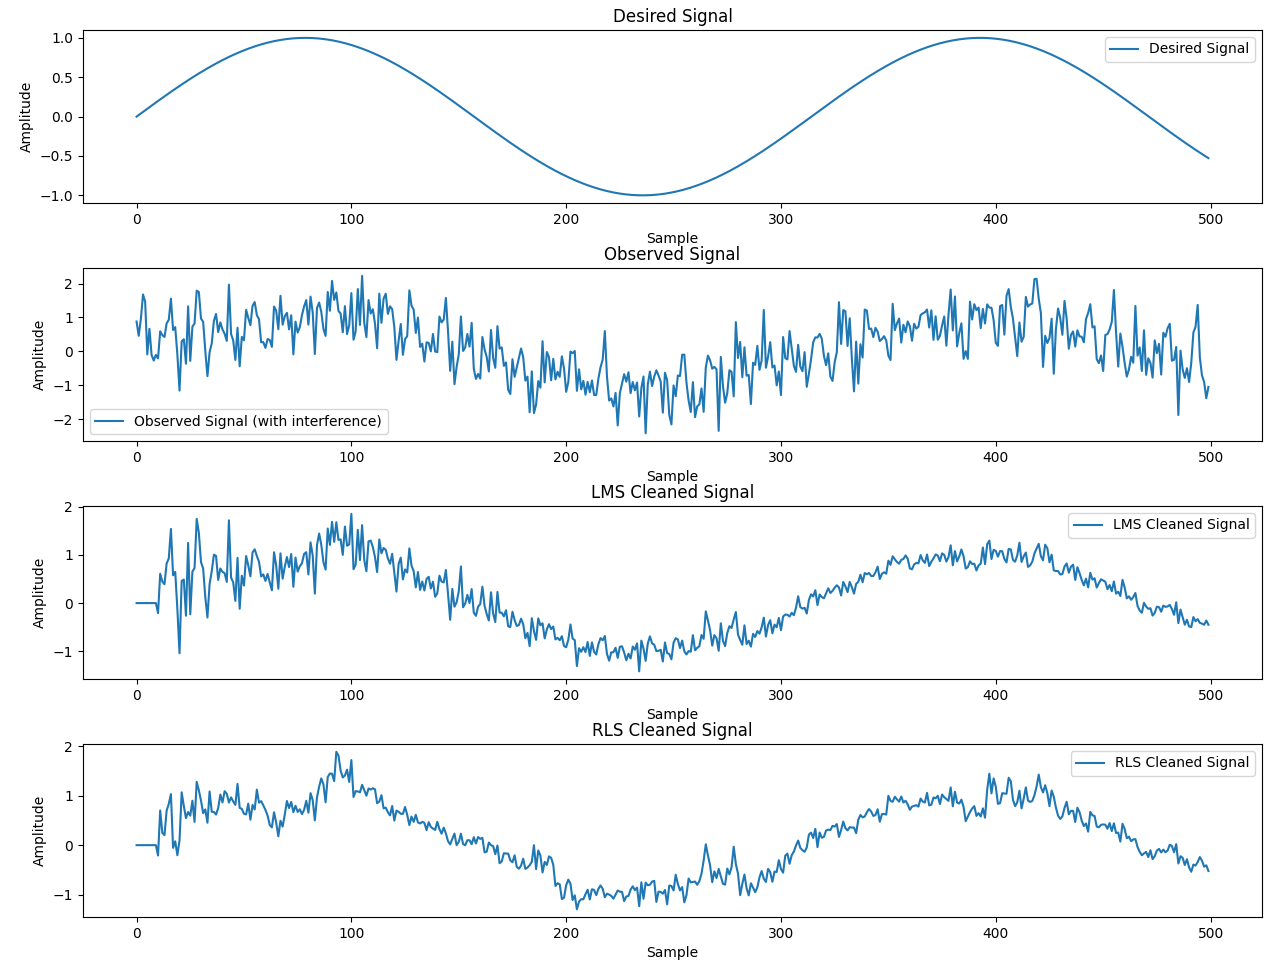 Desired Signal
1.0
0.5
0.0
−0.5
−1.0
Amplitude
Desired Signal
0 100 200 300 400 500
Sample
Observed Signal
2
1
0
−1
−2
Amplitude
Observed Signal (with interference)
0 100 200 300 400 500
Sample
LMS Cleaned Signal
2
1
0
−1
Amplitude
LMS Cleaned Signal
0 100 200 300 400 500
Sample
RLS Cleaned Signal
2
1
0
−1
Amplitude
RLS Cleaned Signal
0 100 200 300 400 500
Sample